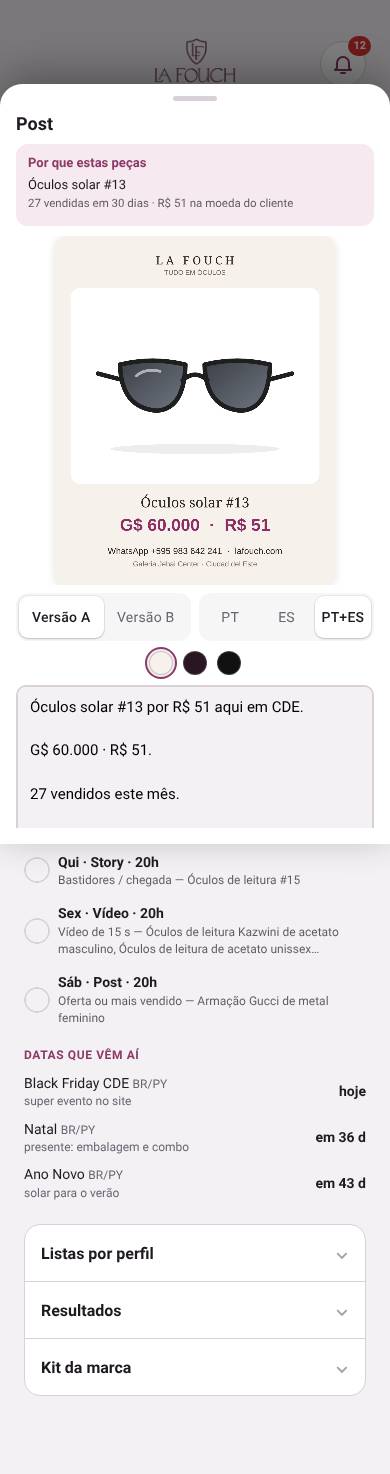 LF
LA FOUCH
12
Post
Por que estas peças
Óculos solar #13
27 vendidas em 30 dias · R$ 51 na moeda do cliente
LA FOUCH
TUDO EM ÓCULOS
Óculos solar #13
G$ 60.000 · R$ 51
WhatsApp +595 983 642 241 · lafouch.com
Galeria Jebai Center · Ciudad del Este
Versão A
Versão B
PT
ES
PT+ES
Óculos solar #13 por R$ 51 aqui em CDE.
G$ 60.000 · R$ 51.
27 vendidos este mês.
Qui · Story · 20h
Bastidores / chegada — Óculos de leitura #15
Sex · Vídeo · 20h
Vídeo de 15 s — Óculos de leitura Kazwini de acetato
masculino, Óculos de leitura de acetato unissex...
Sáb · Post · 20h
Oferta ou mais vendido — Armação Gucci de metal
feminino
DATAS QUE VÊM AÍ
Black Friday CDE BR/PY
super evento no site
hoje
Natal BR/PY
presente: embalagem e combo
em 36 d
Ano Novo BR/PY
solar para o verão
em 43 d
Listas por perfil
Resultados
Kit da marca